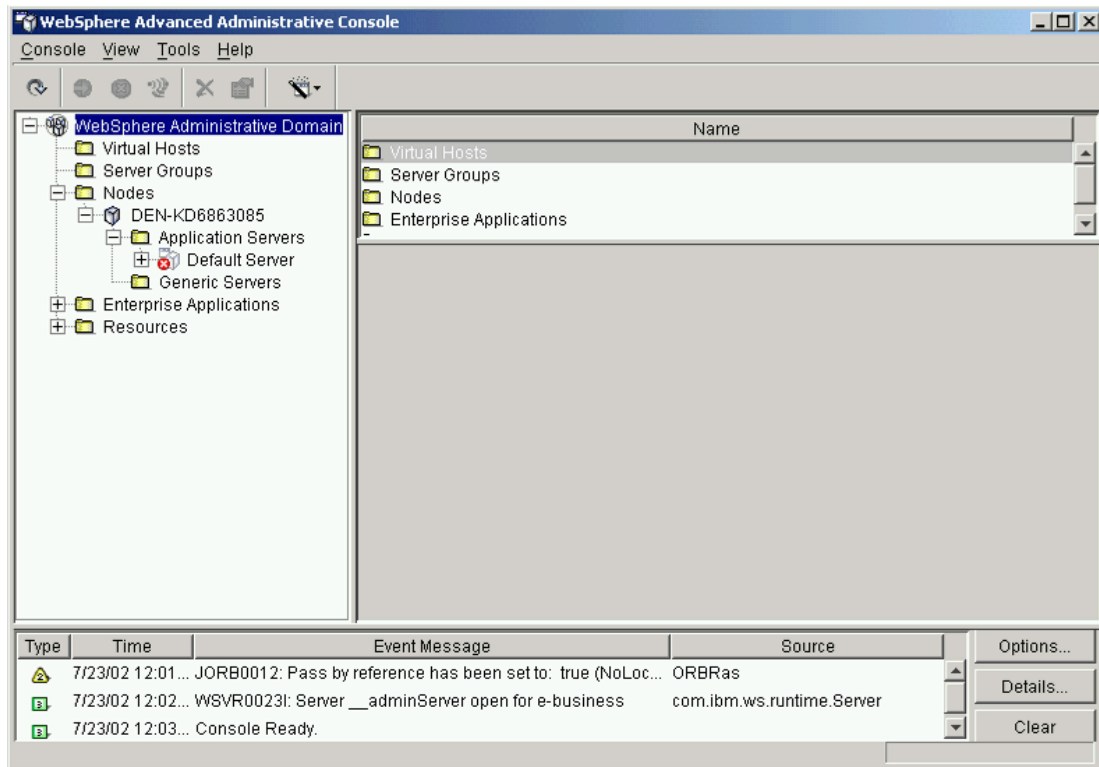 WebSphere Advanced Administrative Console
Console View Tools Help
WebSphere Administrative Domain
Virtual Hosts
Server Groups
Nodes
DEN-KD6863085
Application Servers
Default Server
Generic Servers
Enterprise Applications
Resources
Name
Virtual Hosts
Server Groups
Nodes
Enterprise Applications
Type Time Event Message Source
7/23/02 12:01... JORB0012: Pass by reference has been set to: true (NoLoc... ORBRas
7/23/02 12:02... WSVR0023I: Server __adminServer open for e-business com.ibm.ws.runtime.Server
7/23/02 12:03... Console Ready.
Options...
Details...
Clear